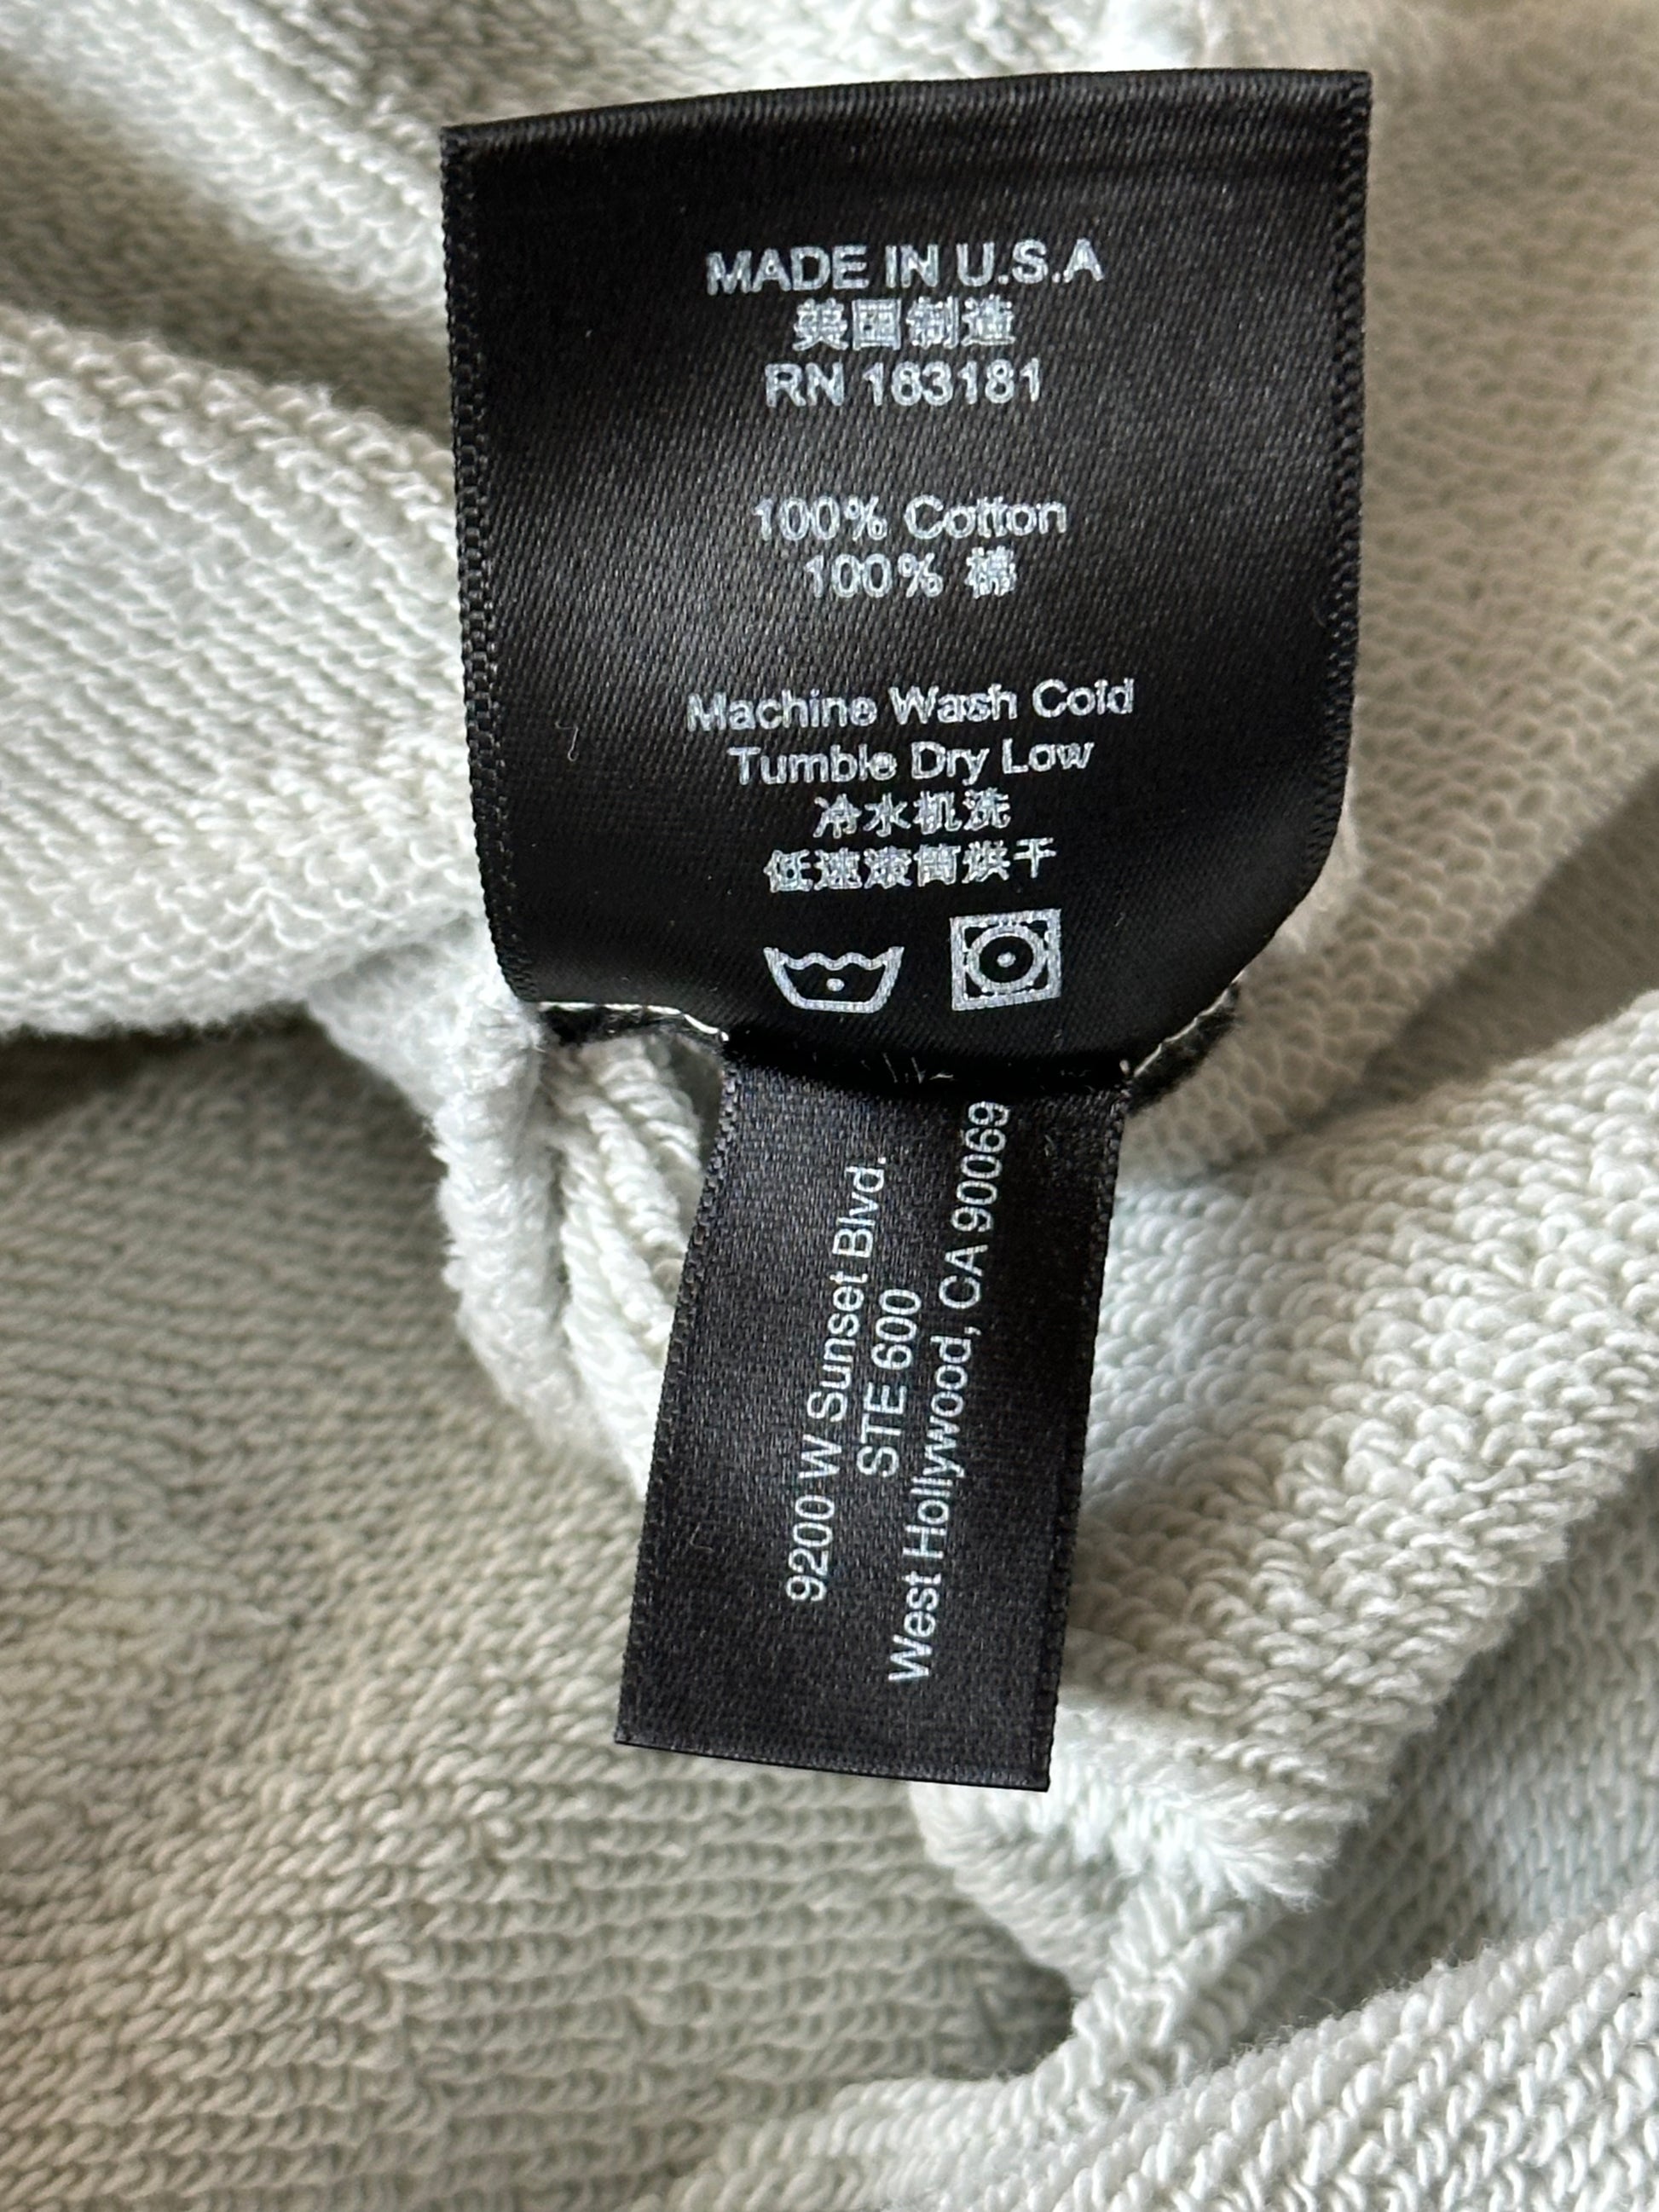 MADE IN U.S.A
美国制造
RN 163181
100% Cotton
100% 棉
Machine Wash Cold
Tumble Dry Low
冷水机洗
低速滚筒烘干
9200 W Sunset Blvd.
STE 600
West Hollywood, CA 90069